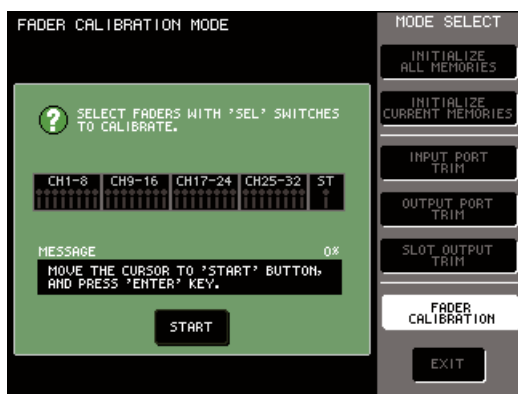 FADER CALIBRATION MODE
MODE SELECT
INITIALIZE
ALL MEMORIES
INITIALIZE
CURRENT MEMORIES
INPUT PORT
TRIM
OUTPUT PORT
TRIM
SLOT OUTPUT
TRIM
FADER
CALIBRATION
EXIT
?
SELECT FADERS WITH 'SEL' SWITCHES
TO CALIBRATE.
CH1-8 CH9-16 CH17-24 CH25-32 ST
MESSAGE 0%
MOVE THE CURSOR TO 'START' BUTTON,
AND PRESS 'ENTER' KEY.
START